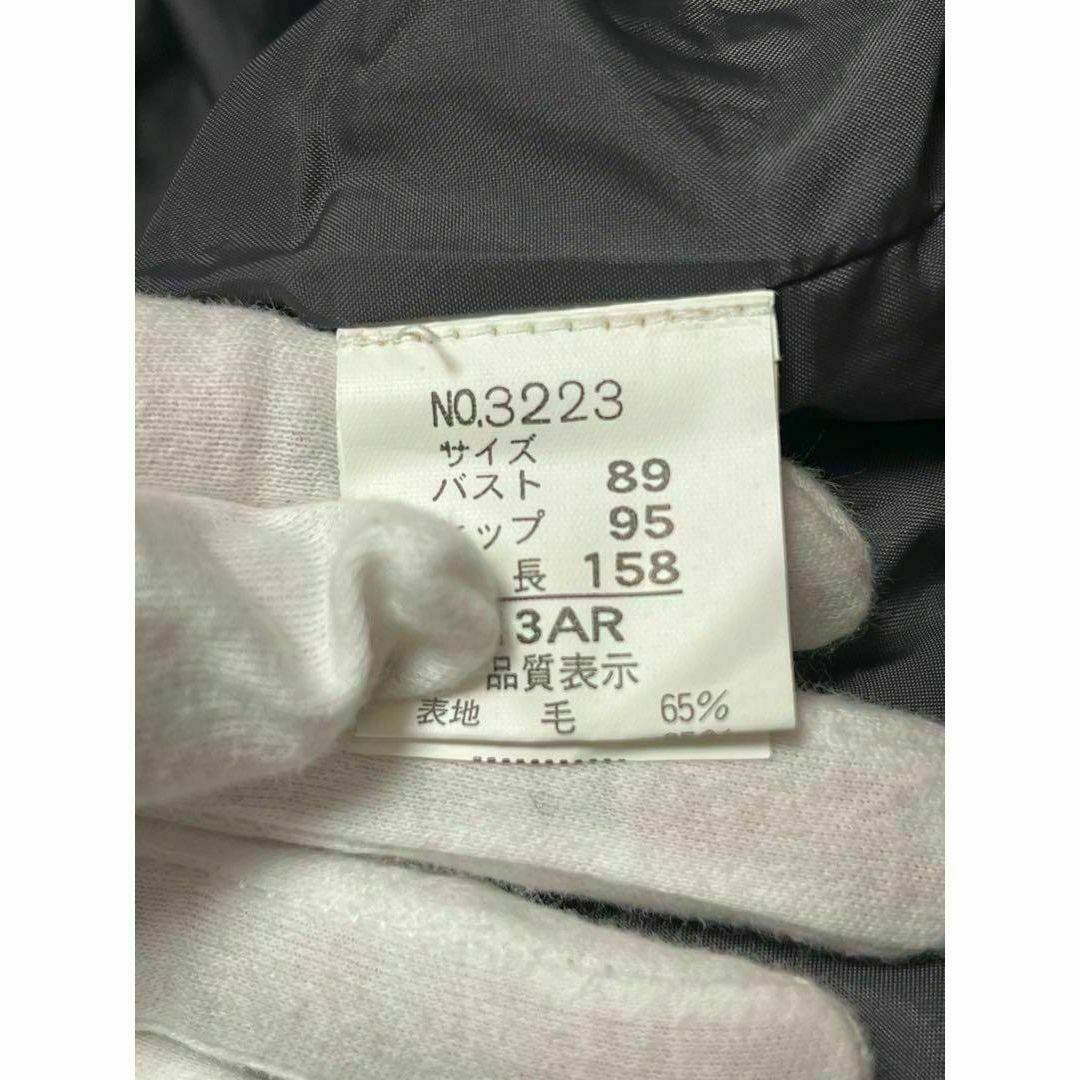 NO.3223
サイズ
バスト 89
ップ 95
長 158
3AR
品質表示
表地 毛 65%